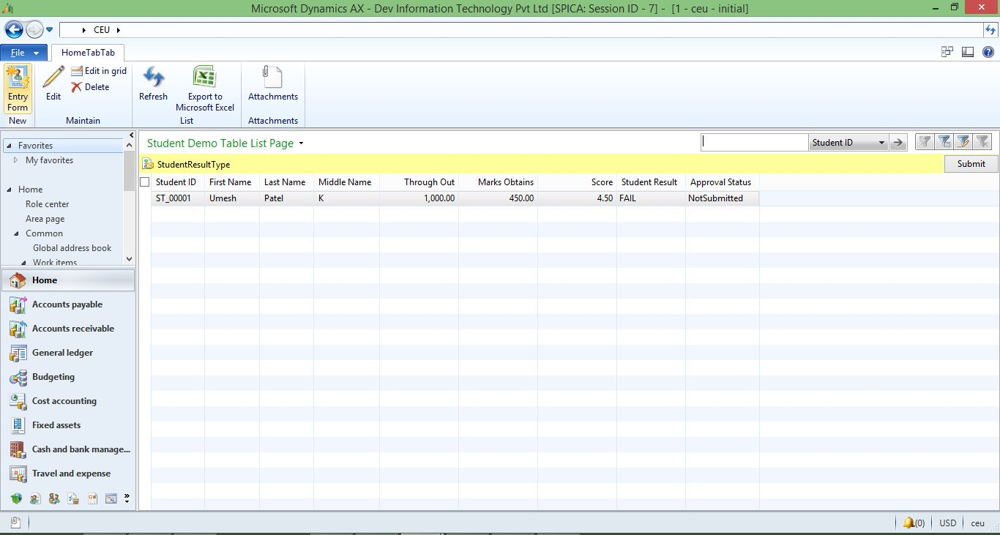 Microsoft Dynamics AX - Dev Information Technology Pvt Ltd [SPICA: Session ID - 7] - [1 - ceu - initial]
CEU
File HomeTabTab
Entry Form
New
Edit
Edit in grid
Delete
Maintain
Refresh
Export to Microsoft Excel
List
Attachments
Attachments
Favorites
My favorites
Home
Role center
Area page
Common
Global address book
Work items
Home
Accounts payable
Accounts receivable
General ledger
Budgeting
Cost accounting
Fixed assets
Cash and bank manage...
Travel and expense
Student Demo Table List Page
Student ID
StudentResultType
Submit
Student ID First Name Last Name Middle Name Through Out Marks Obtains Score Student Result Approval Status
ST_00001 Umesh Patel K 1,000.00 450.00 4.50 FAIL NotSubmitted
(0) USD ceu